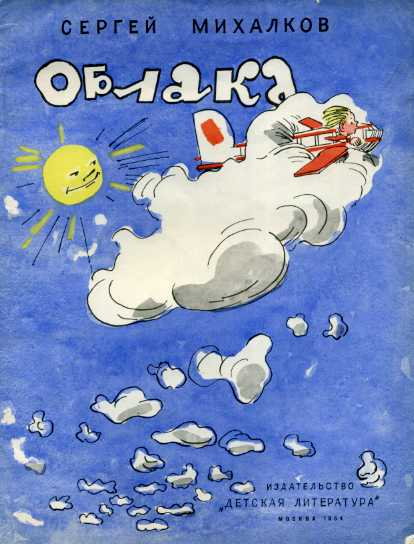 СЕРГЕЙ МИХАЛКОВ
ОБЛАКА
ИЗДАТЕЛЬСТВО
„ДЕТСКАЯ ЛИТЕРАТУРА"
МОСКВА 1964